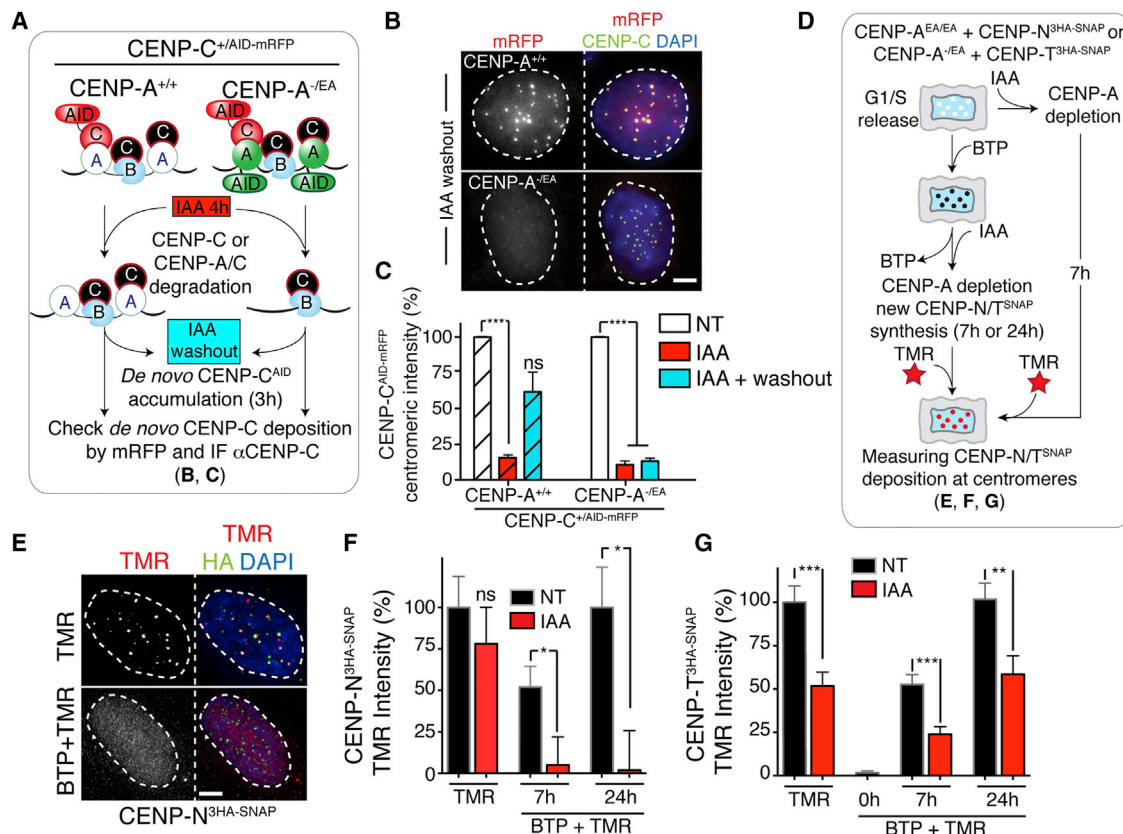 A
CENP-C+/AID-mRFP
CENP-A+/+
CENP-A-/EA
AID
C
C
C
A
B
A
AID
C
C
C
A
B
A
AID
AID
IAA 4h
CENP-C or
CENP-A/C
degradation
A
C
B
C
A
C
B
IAA
washout
De novo CENP-CAID
accumulation (3h)
Check de novo CENP-C deposition
by mRFP and IF αCENP-C
(B, C)
B
mRFP
mRFP
CENP-C DAPI
IAA washout
CENP-A+/+
CENP-A-/EA
C
CENP-CAID-mRFP
centromeric intensity (%)
100
75
50
25
0
****
ns
***
NT
IAA
IAA + washout
CENP-A+/+
CENP-A-/EA
CENP-C+/AID-mRFP
D
CENP-AEA/EA + CENP-N3HA-SNAP or
CENP-A-/EA + CENP-T3HA-SNAP
G1/S
release
IAA
CENP-A
depletion
BTP
IAA
BTP
CENP-A depletion
new CENP-N/TSNAP
synthesis (7h or 24h)
7h
TMR
TMR
Measuring CENP-N/TSNAP
deposition at centromeres
(E, F, G)
E
TMR
TMR
HA DAPI
TMR
BTP+TMR
CENP-N3HA-SNAP
F
CENP-N3HA-SNAP
TMR Intensity (%)
125
100
75
50
25
0
ns
*
*
NT
IAA
TMR
7h
24h
BTP + TMR
G
CENP-T3HA-SNAP
TMR Intensity (%)
100
50
25
0
***
***
**
NT
IAA
TMR
0h
7h
24h
BTP + TMR